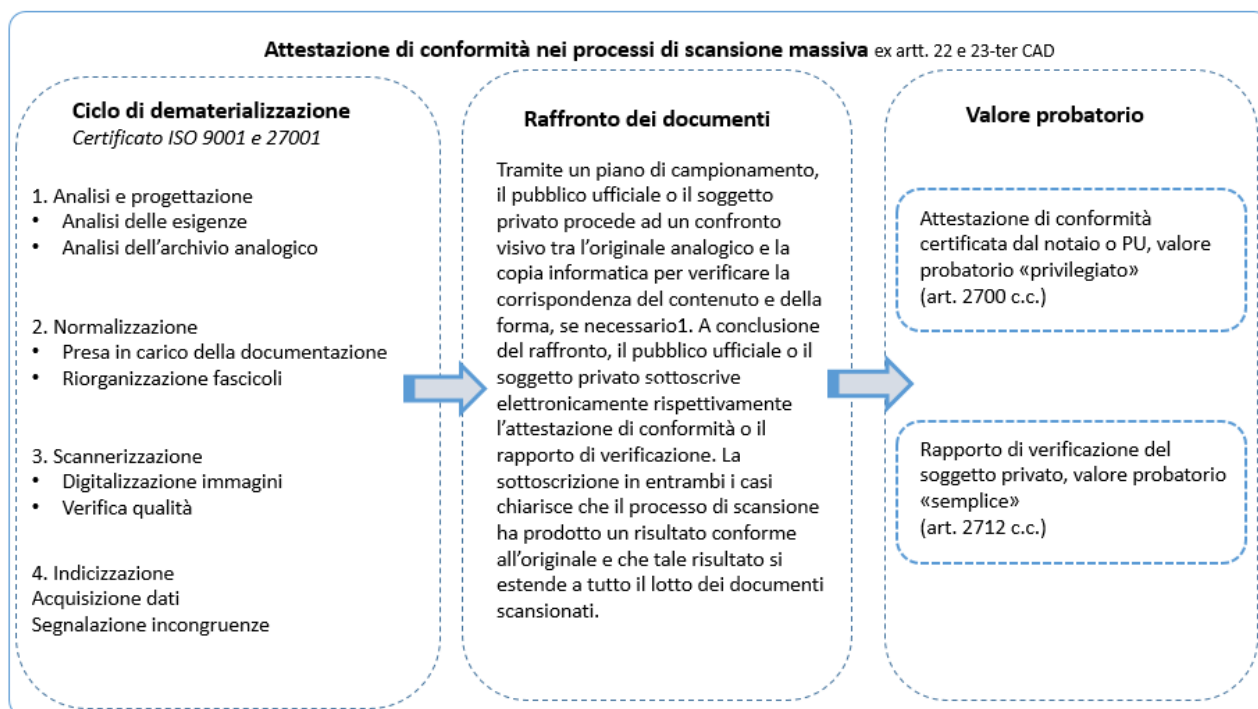 Attestazione di conformità nei processi di scansione massiva ex artt. 22 e 23-ter CAD
Ciclo di dematerializzazione
Certificato ISO 9001 e 27001
1. Analisi e progettazione
• Analisi delle esigenze
• Analisi dell’archivio analogico
2. Normalizzazione
• Presa in carico della documentazione
• Riorganizzazione fascicoli
3. Scannerizzazione
• Digitalizzazione immagini
• Verifica qualità
4. Indicizzazione
Acquisizione dati
Segnalazione incongruenze
Raffronto dei documenti
Tramite un piano di campionamento,
il pubblico ufficiale o il soggetto
privato procede ad un confronto
visivo tra l’originale analogico e la
copia informatica per verificare la
corrispondenza del contenuto e della
forma, se necessario1. A conclusione
del raffronto, il pubblico ufficiale o il
soggetto privato sottoscrive
elettronicamente rispettivamente
l’attestazione di conformità o il
rapporto di verificazione. La
sottoscrizione in entrambi i casi
chiarisce che il processo di scansione
ha prodotto un risultato conforme
all’originale e che tale risultato si
estende a tutto il lotto dei documenti
scansionati.
Valore probatorio
Attestazione di conformità
certificata dal notaio o PU, valore
probatorio «privilegiato»
(art. 2700 c.c.)
Rapporto di verificazione del
soggetto privato, valore probatorio
«semplice»
(art. 2712 c.c.)